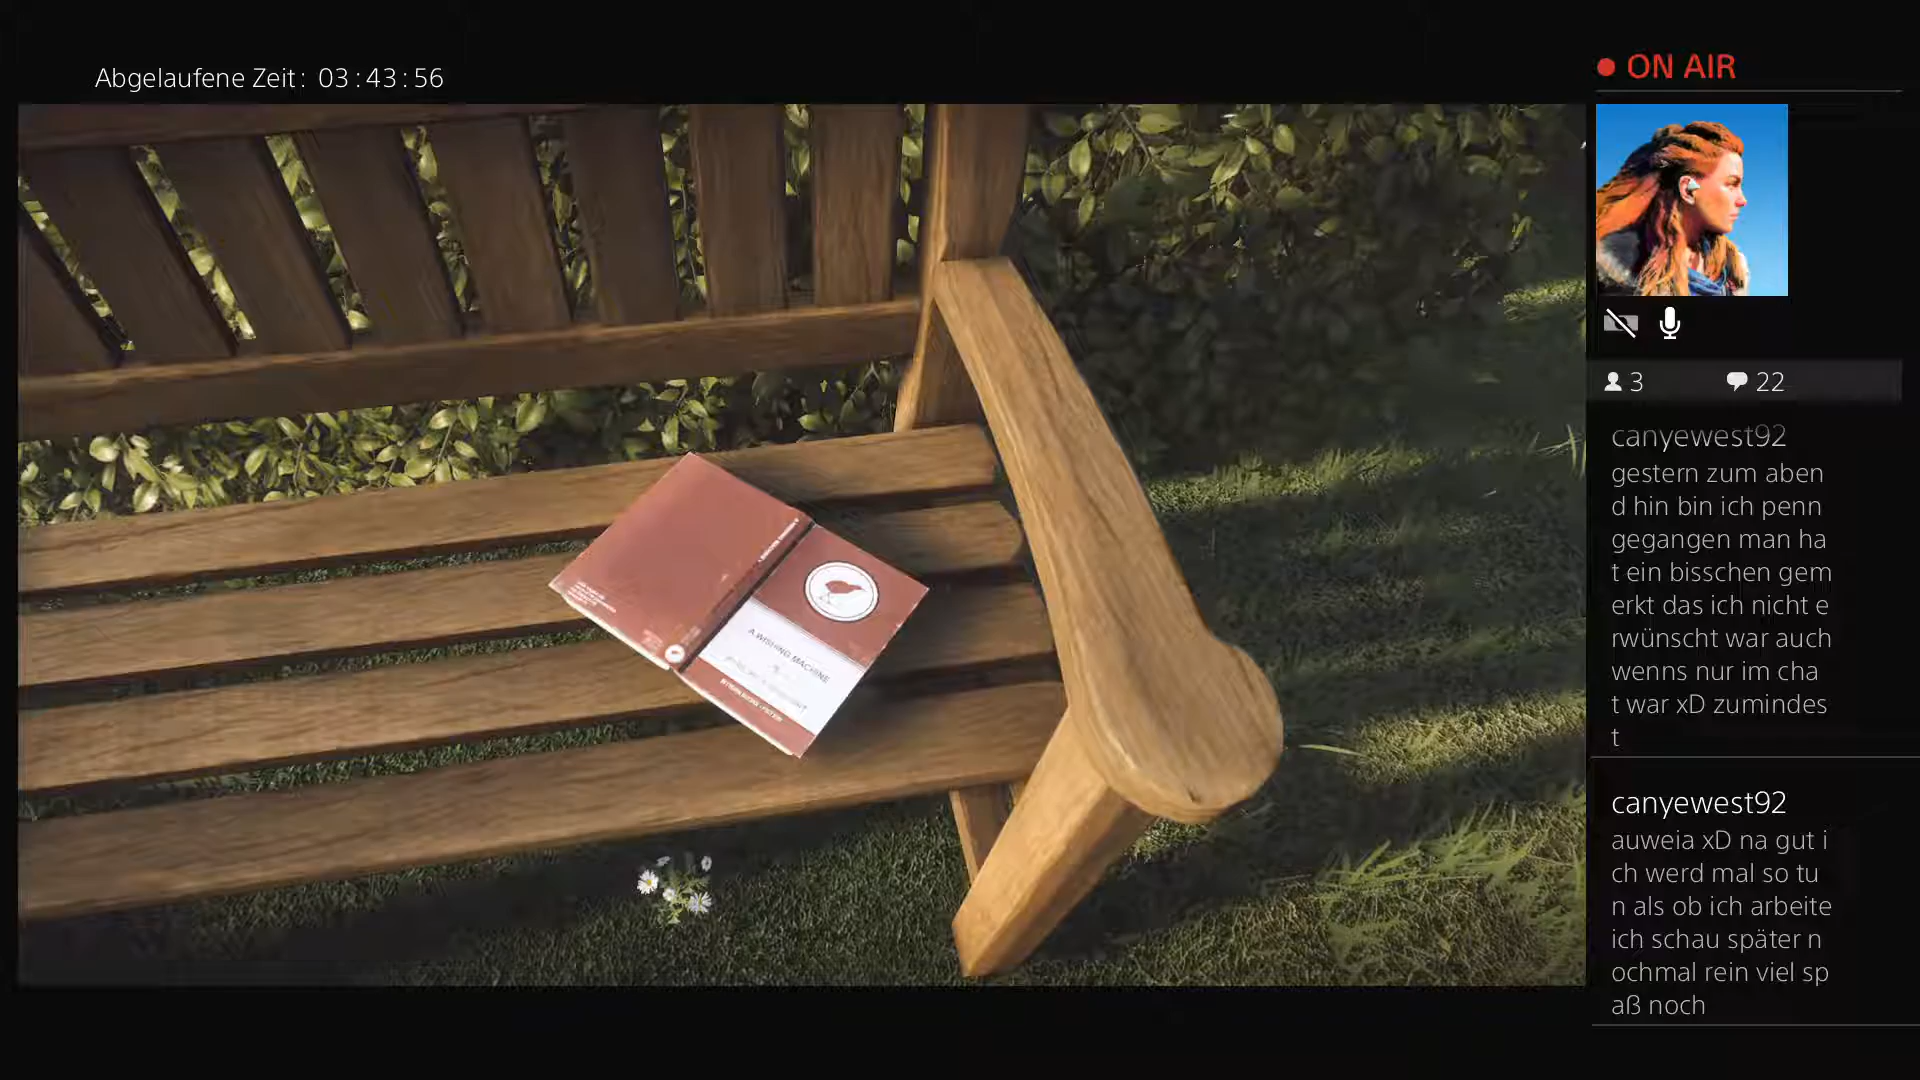 Abgelaufene Zeit: 03:43:56
ON AIR
3 22
canyewest92
gestern zum aben
d hin bin ich penn
gegangen man ha
t ein bisschen gem
erkt das ich nicht e
rwünscht war auch
wenns nur im cha
t war xD zumindes
t
canyewest92
auweia xD na gut i
ch werd mal so tu
n als ob ich arbeite
ich schau später n
ochmal rein viel sp
aß noch
A WISHING MACHINE